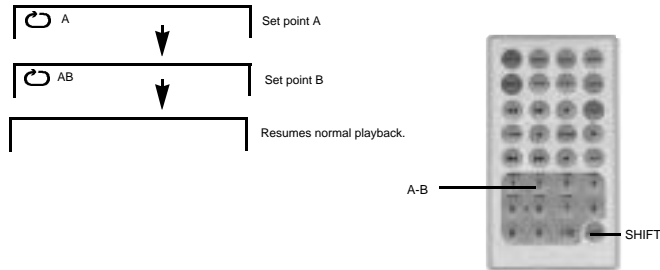 A
Set point A
AB
Set point B
Resumes normal playback.
A-B
SHIFT